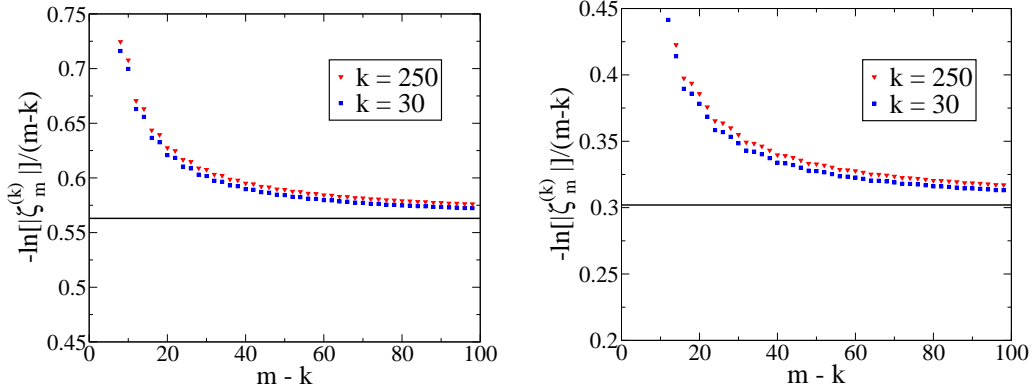 0.75
0.7
0.65
0.6
0.55
0.5
0.45
0 20 40 60 80 100
m - k
-ln[|ζₘ⁽ᵏ⁾|]/(m-k)
k = 250
k = 30
0.45
0.4
0.35
0.3
0.25
0.2
0 20 40 60 80 100
m - k
-ln[|ζₘ⁽ᵏ⁾|]/(m-k)
k = 250
k = 30